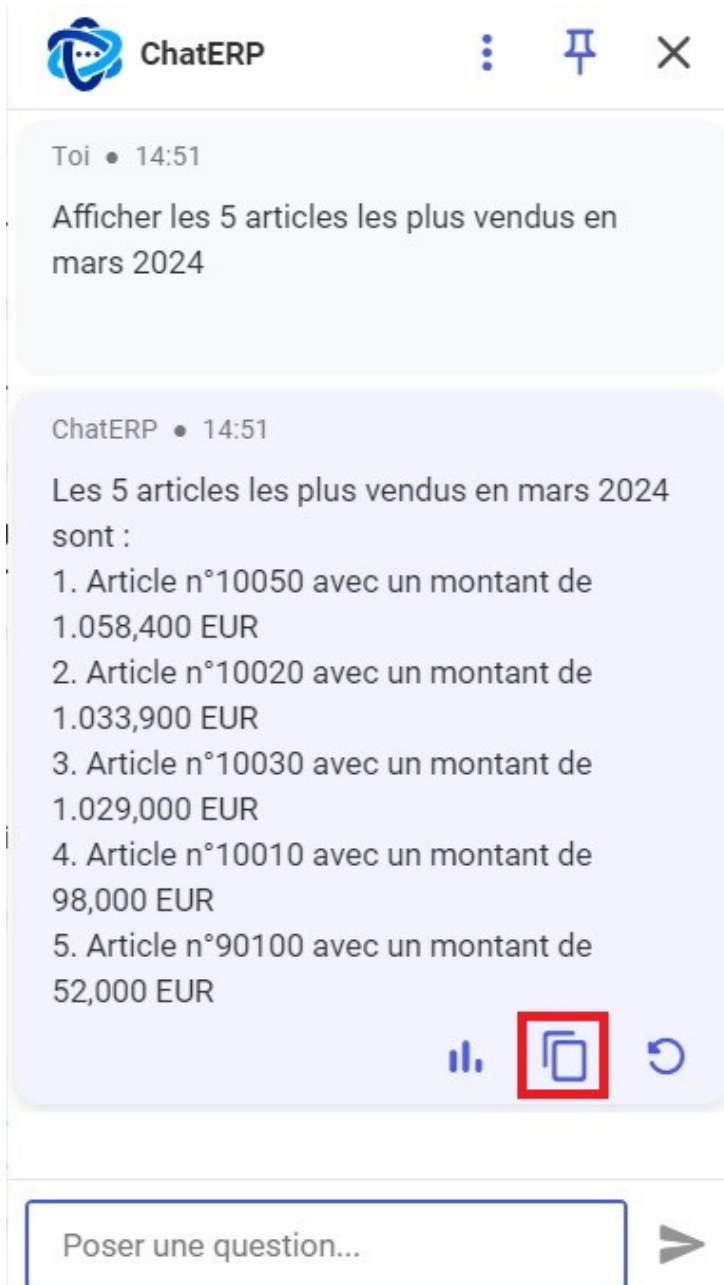 ChatERP
Toi • 14:51
Afficher les 5 articles les plus vendus en
mars 2024
ChatERP • 14:51
Les 5 articles les plus vendus en mars 2024
sont :
1. Article n°10050 avec un montant de
1.058,400 EUR
2. Article n°10020 avec un montant de
1.033,900 EUR
3. Article n°10030 avec un montant de
1.029,000 EUR
4. Article n°10010 avec un montant de
98,000 EUR
5. Article n°90100 avec un montant de
52,000 EUR
Poser une question...